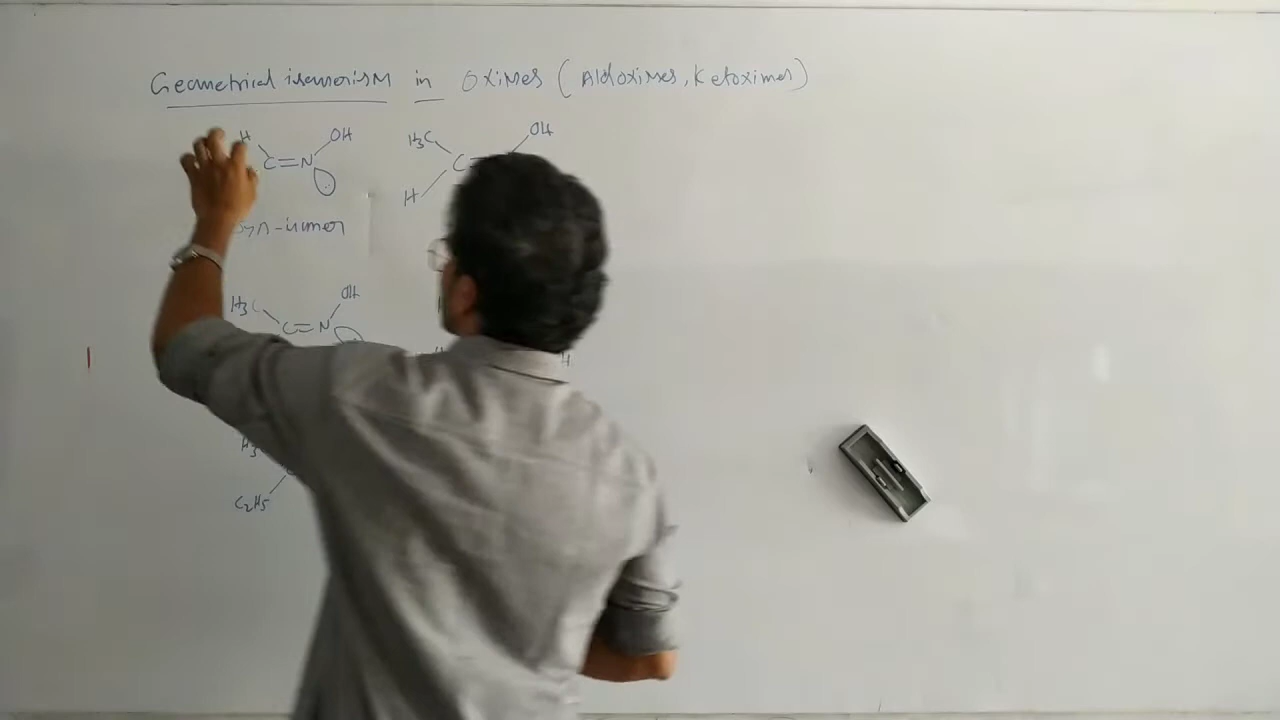 Geometrical isomerism in Oximes (Aldoximes, Ketoximes)
H OH H3C OH
C=N C
H
syn-isomer
H3C OH
C=N
H
H3
C2H5